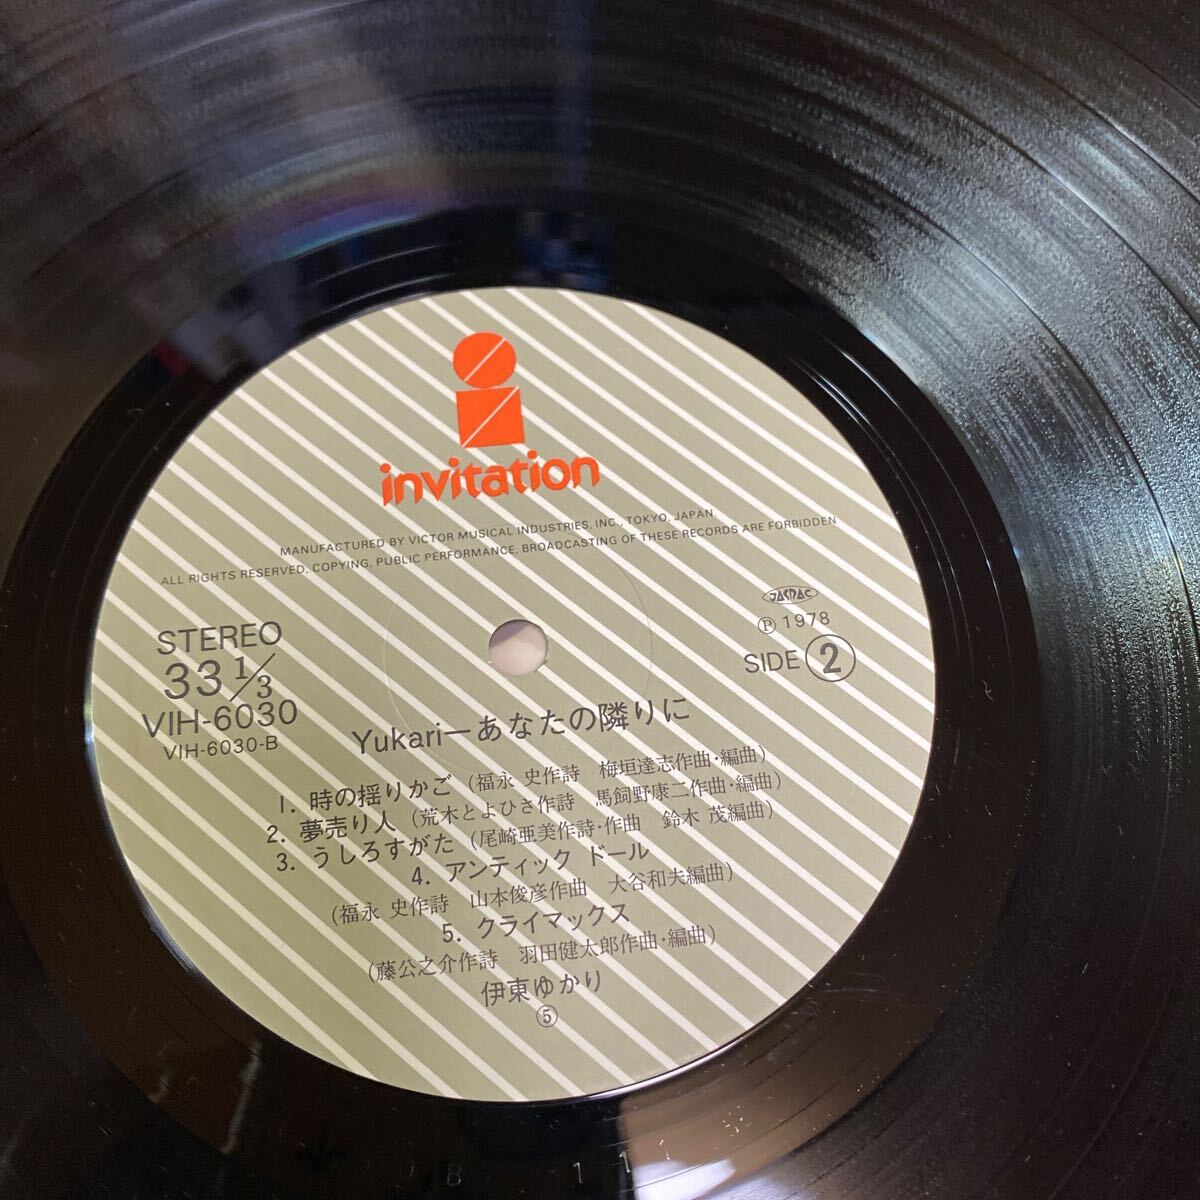 invitation
MANUFACTURED BY VICTOR MUSICAL INDUSTRIES, INC., TOKYO, JAPAN.
ALL RIGHTS RESERVED, COPYING, PUBLIC PERFORMANCE, BROADCASTING OF THESE RECORDS ARE FORBIDDEN
JASRAC
Ⓟ 1978
STEREO
33 1/3
SIDE ②
VIH-6030
VIH-6030-B
Yukari—あなたの隣りに
1. 時の揺りかご (福永 史作詩 梅垣達志作曲・編曲)
2. 夢売り人 (荒木とよひさ作詩 馬飼野康二作曲・編曲)
3. うしろすがた (尾崎亜美作詩・作曲 鈴木 茂編曲)
4. アンティック ドール
(福永 史作詩 山本俊彦作曲 大谷和夫編曲)
5. クライマックス
(藤公之介作詩 羽田健太郎作曲・編曲)
伊東ゆかり
⑤